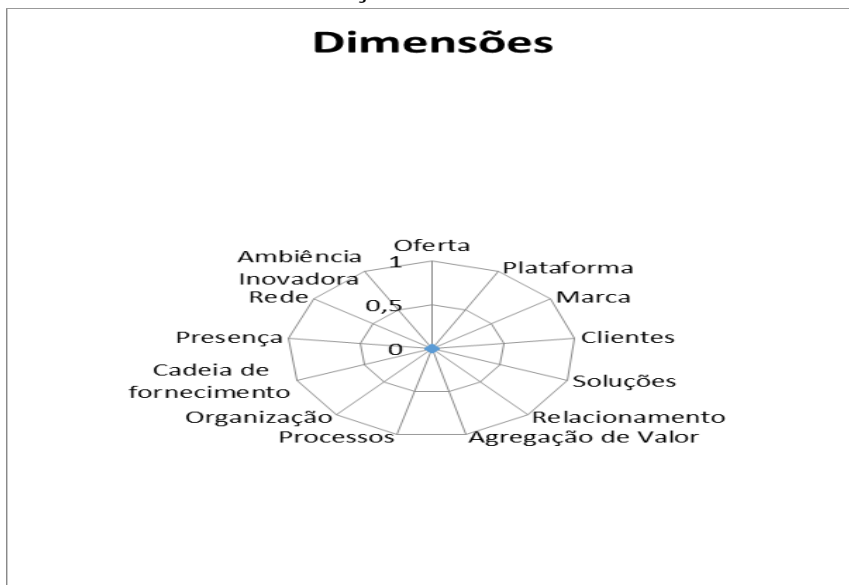 Dimensões
Oferta
Plataforma
Marca
Clientes
Soluções
Relacionamento
Agregação de Valor
Processos
Organização
Cadeia de
fornecimento
Presença
Rede
Ambiência
Inovadora
1
0,5
0